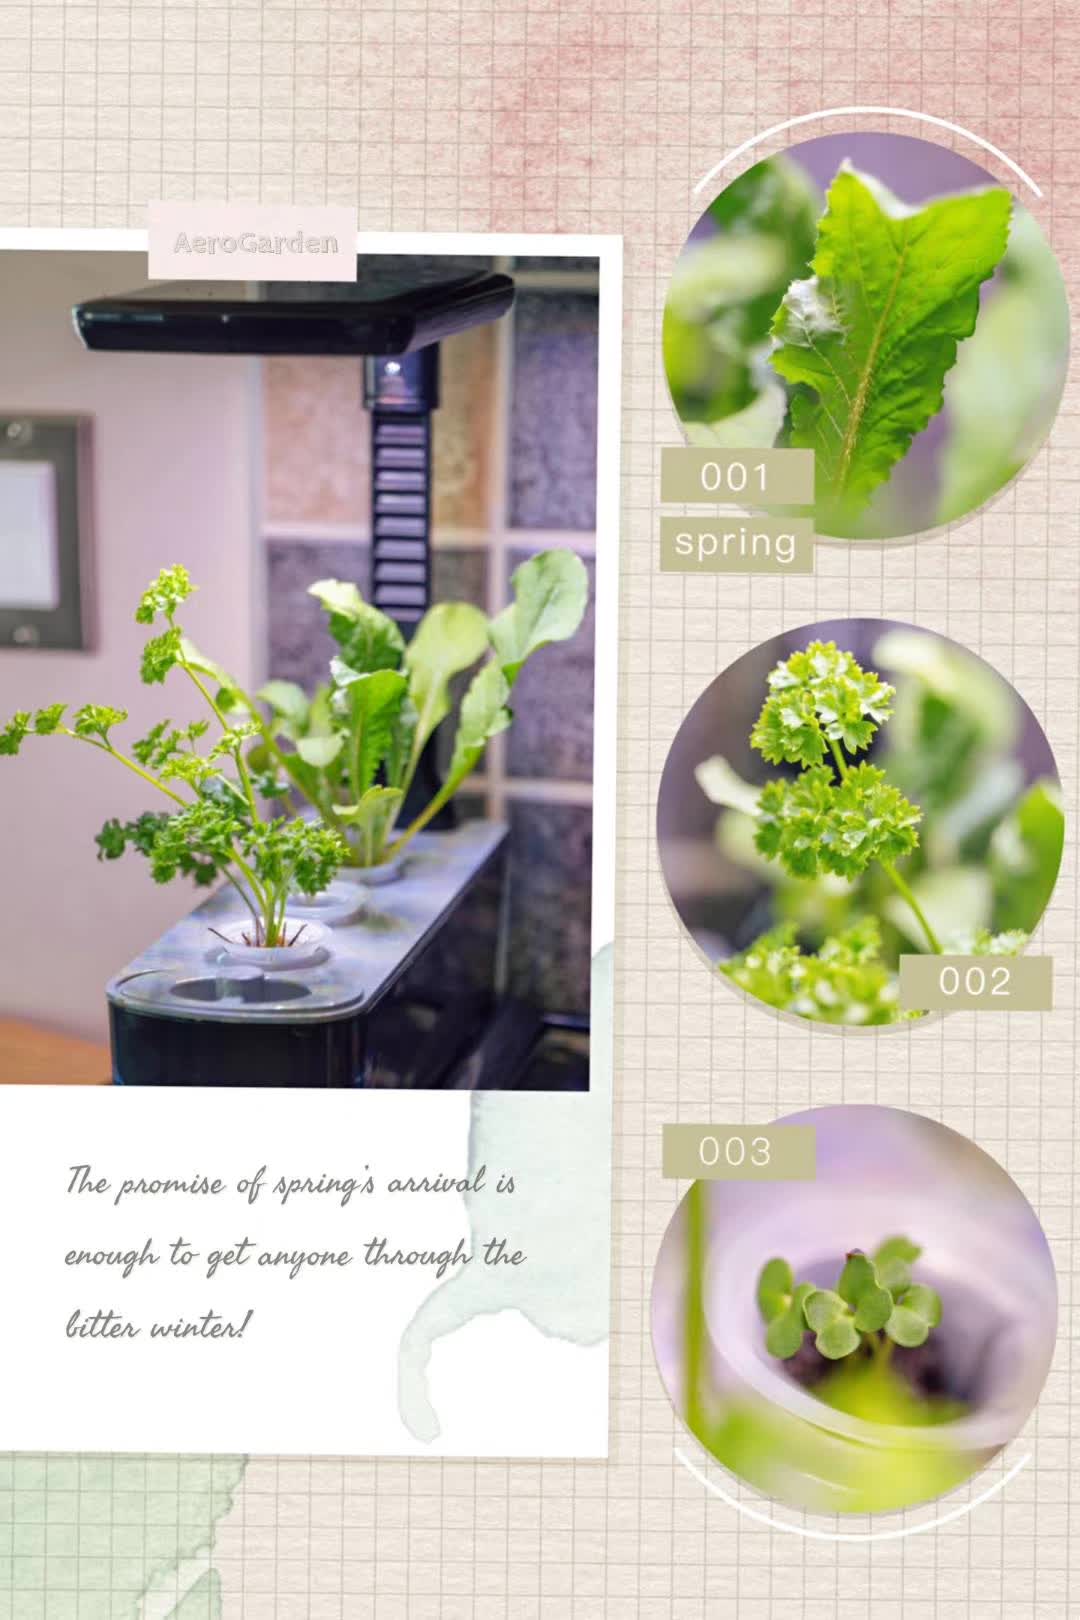 AeroGarden
001
spring
002
003
The promise of spring's arrival is
enough to get anyone through the
bitter winter!